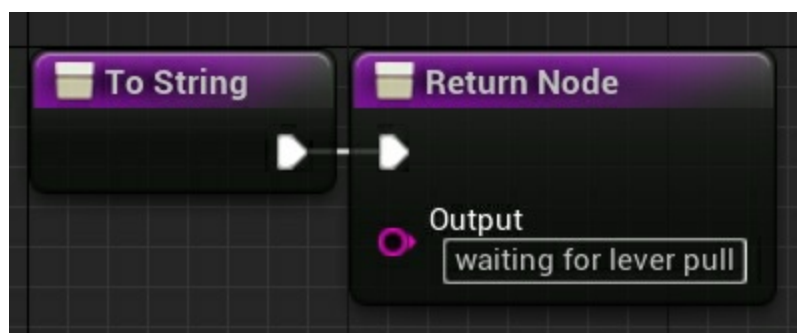 To String
Return Node
Output
waiting for lever pull